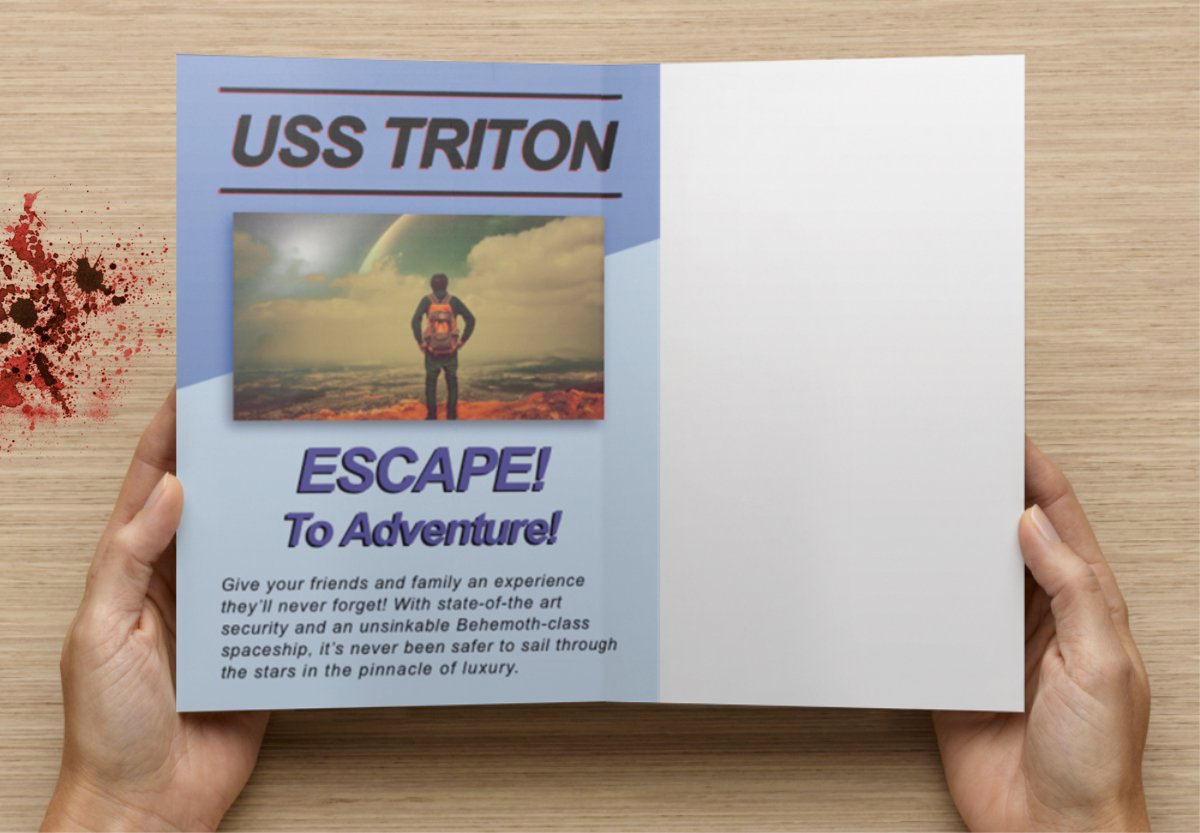 USS TRITON
ESCAPE!
To Adventure!
Give your friends and family an experience
they'll never forget! With state-of-the art
security and an unsinkable Behemoth-class
spaceship, it's never been safer to sail through
the stars in the pinnacle of luxury.